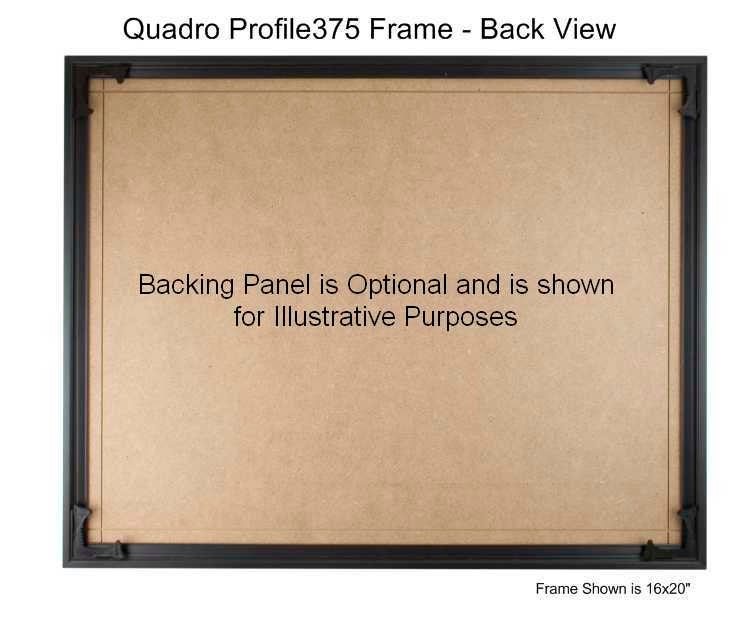 Quadro Profile375 Frame - Back View
Backing Panel is Optional and is shown
for Illustrative Purposes
Frame Shown is 16x20"